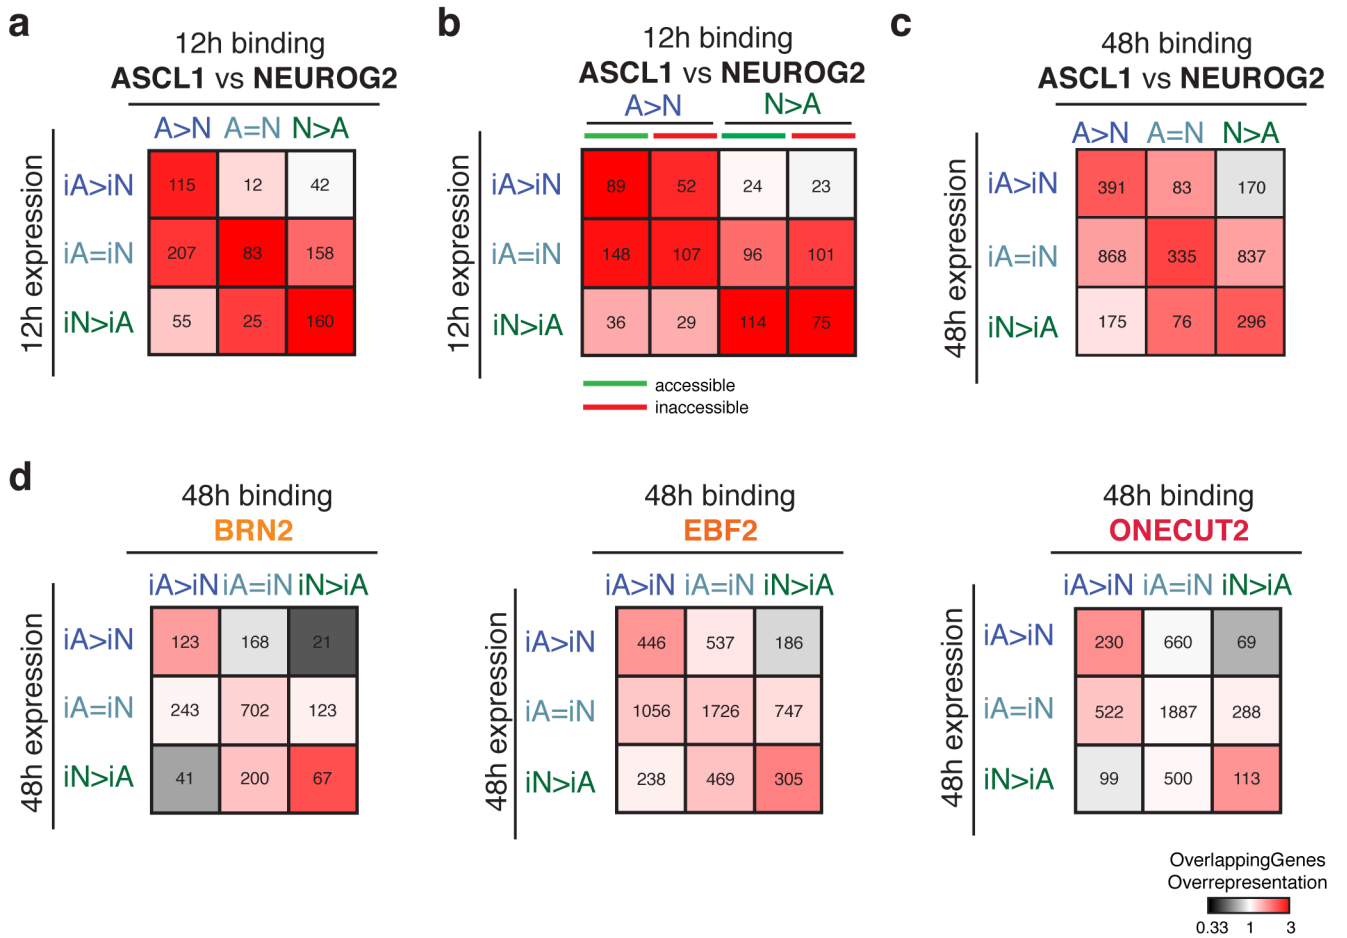 a
12h binding
ASCL1 vs NEUROG2
A>N A=N N>A
12h expression
iA>iN 115 12 42
iA=iN 207 83 158
iN>iA 55 25 160
b
12h binding
ASCL1 vs NEUROG2
A>N N>A
12h expression
iA>iN 89 52 24 23
iA=iN 148 107 96 101
iN>iA 36 29 114 75
accessible
inaccessible
c
48h binding
ASCL1 vs NEUROG2
A>N A=N N>A
48h expression
iA>iN 391 83 170
iA=iN 868 335 837
iN>iA 175 76 296
d
48h binding
BRN2
iA>iN iA=iN iN>iA
48h expression
iA>iN 123 168 21
iA=iN 243 702 123
iN>iA 41 200 67
48h binding
EBF2
iA>iN iA=iN iN>iA
48h expression
iA>iN 446 537 186
iA=iN 1056 1726 747
iN>iA 238 469 305
48h binding
ONECUT2
iA>iN iA=iN iN>iA
48h expression
iA>iN 230 660 69
iA=iN 522 1887 288
iN>iA 99 500 113
OverlappingGenes
Overrepresentation
0.33 1 3